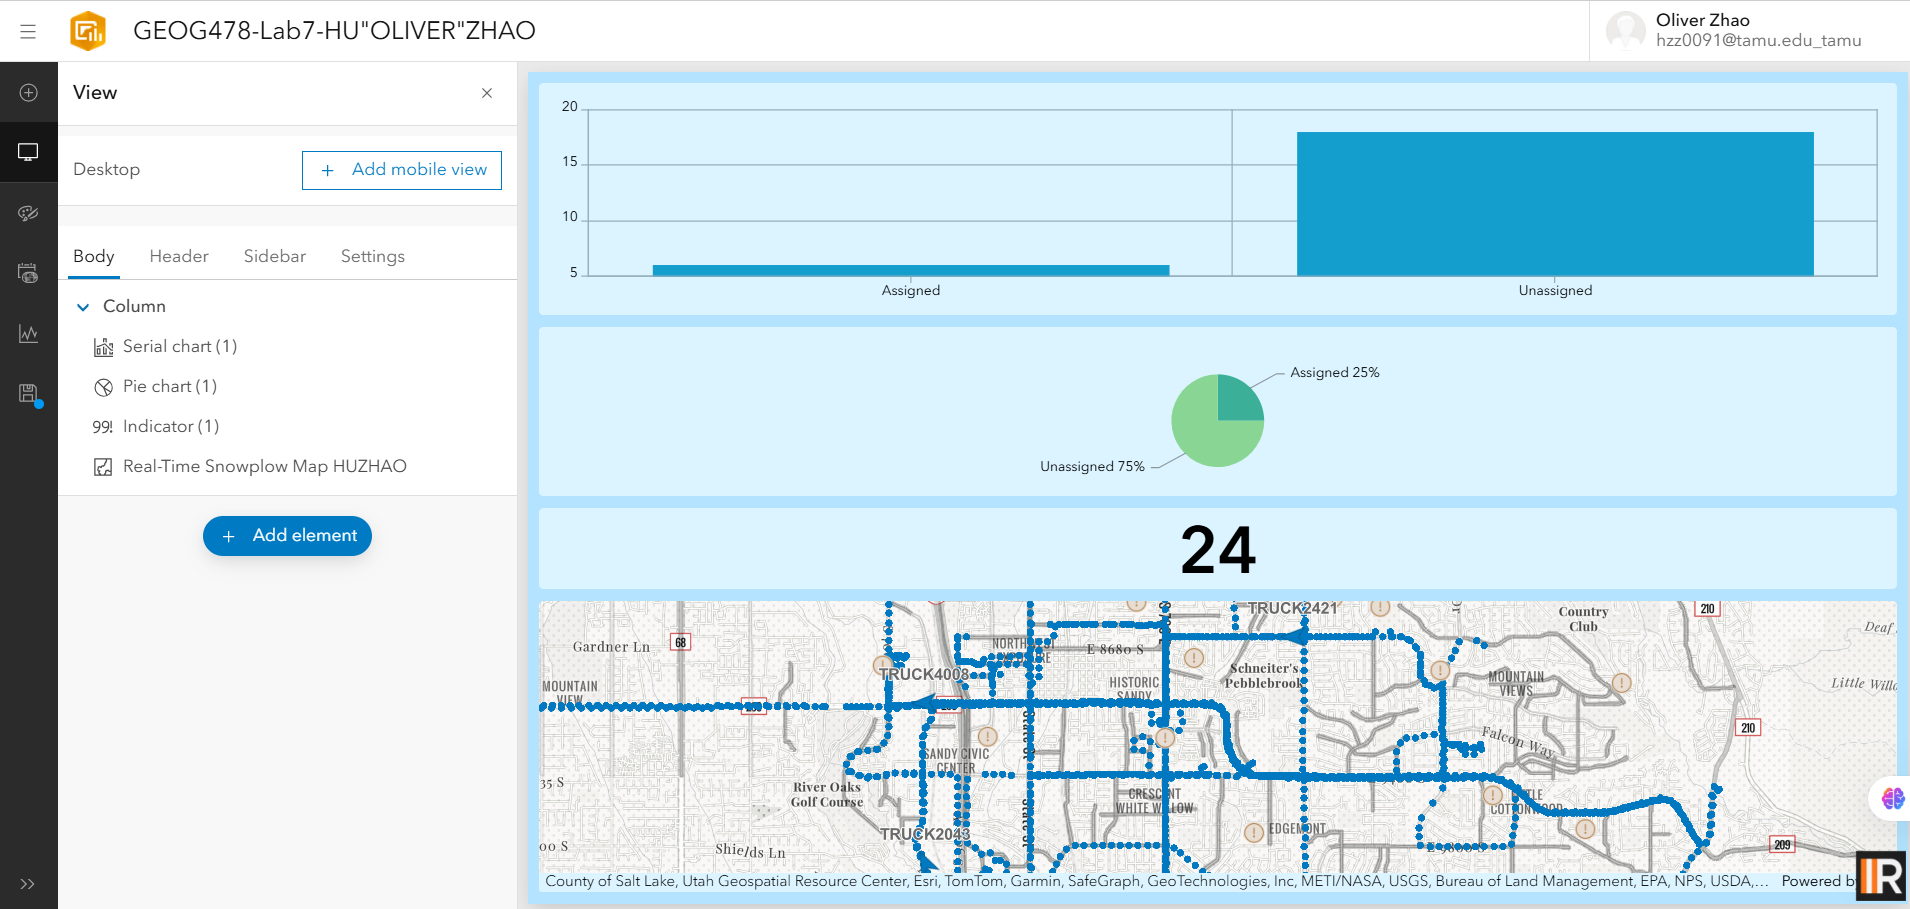 GEOG478-Lab7-HU"OLIVER"ZHAO
Oliver Zhao
hzz0091@tamu.edu_tamu
View
Desktop
+ Add mobile view
Body Header Sidebar Settings
Column
Serial chart (1)
Pie chart (1)
99! Indicator (1)
Real-Time Snowplow Map HUZHAO
+ Add element
20
15
10
5
Assigned Unassigned
Assigned 25%
Unassigned 75%
24
TRUCK2421
Country
Club
210
Gardner Ln
68
E 8680 S
Deaf
TRUCK4008
Schneiter's
Pebblebrook
MOUNTAIN
VIEW
HISTORIC
SANDY
MOUNTAIN
VIEWS
210
Falcon Way
SANDY CIVIC
CENTER
35 S
River Oaks
Golf Course
CRESCENT
WHITE WILLOW
EDGEMONT
TRUCK2043
00 S
Shields Ln
209
County of Salt Lake, Utah Geospatial Resource Center, Esri, TomTom, Garmin, SafeGraph, GeoTechnologies, Inc, METI/NASA, USGS, Bureau of Land Management, EPA, NPS, USDA,... Powered by